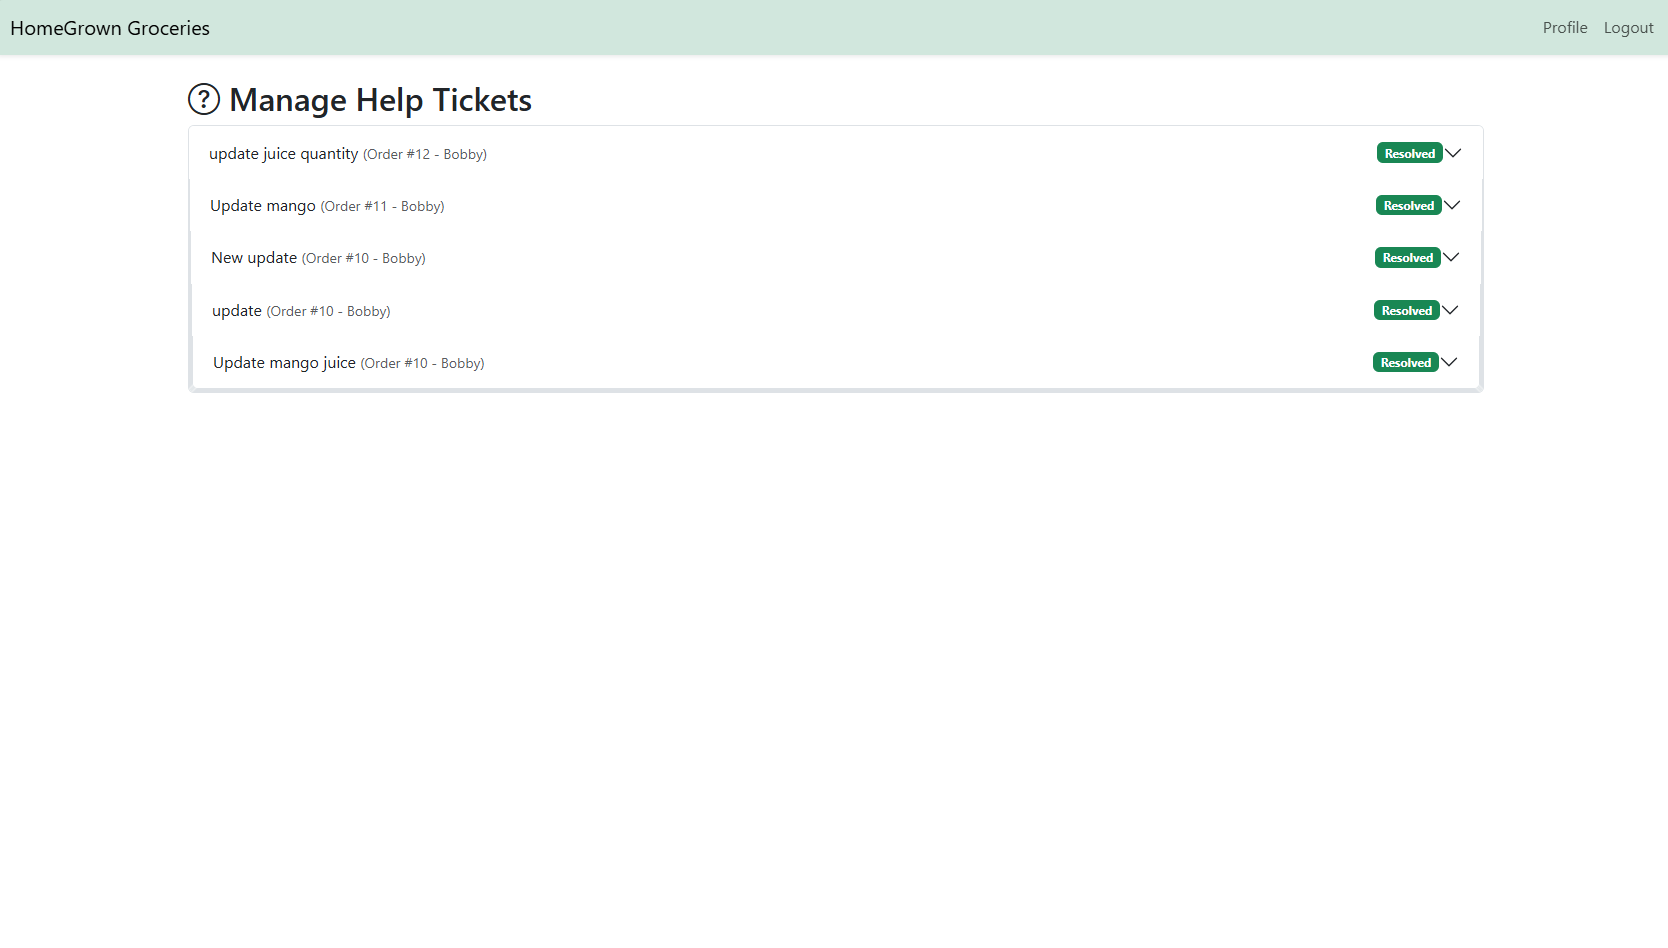 HomeGrown Groceries Profile Logout
Manage Help Tickets
update juice quantity (Order #12 - Bobby) Resolved
Update mango (Order #11 - Bobby) Resolved
New update (Order #10 - Bobby) Resolved
update (Order #10 - Bobby) Resolved
Update mango juice (Order #10 - Bobby) Resolved